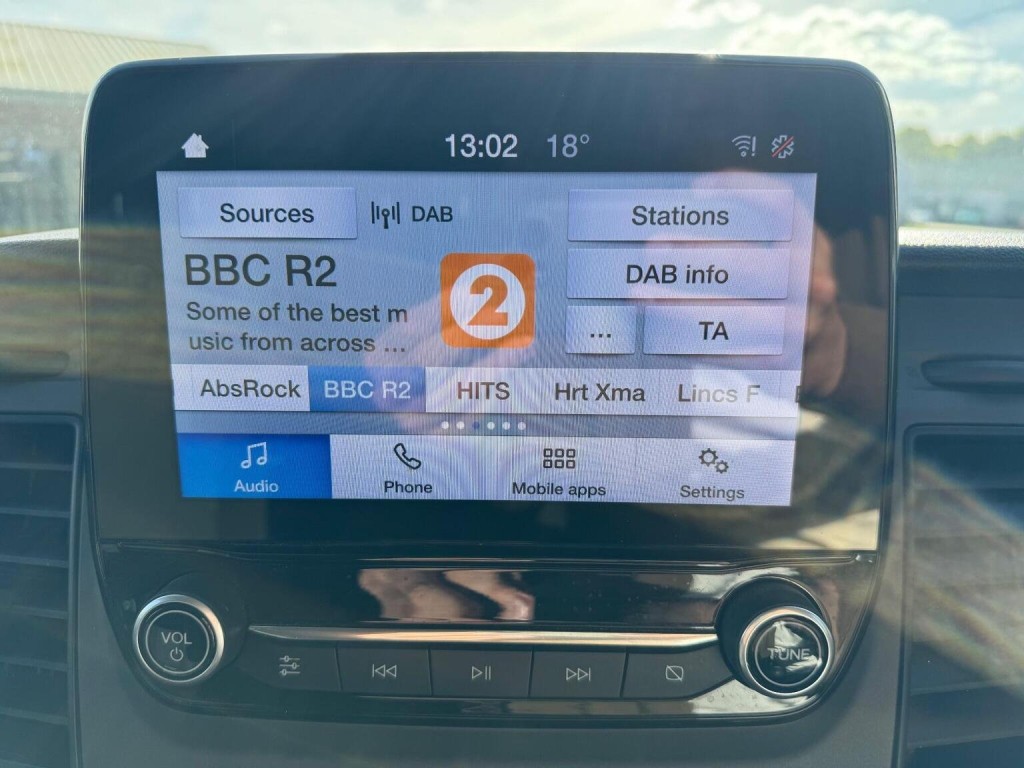 13:02 18°
Sources DAB Stations
BBC R2
2
DAB info
Some of the best m
usic from across ...
... TA
AbsRock BBC R2 HITS Hrt Xma Lincs F
Audio Phone Mobile apps Settings
VOL
TUNE